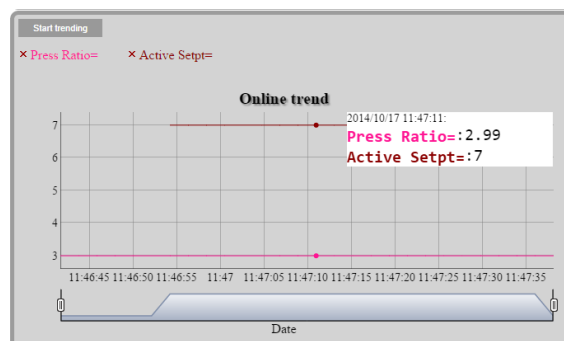 Start trending
× Press Ratio= × Active Setpt=
Online trend
2014/10/17 11:47:11:
Press Ratio=:2.99
Active Setpt=:7
7
6
5
4
3
11:46:45 11:46:50 11:46:55 11:47 11:47:05 11:47:10 11:47:15 11:47:20 11:47:25 11:47:30 11:47:35
Date